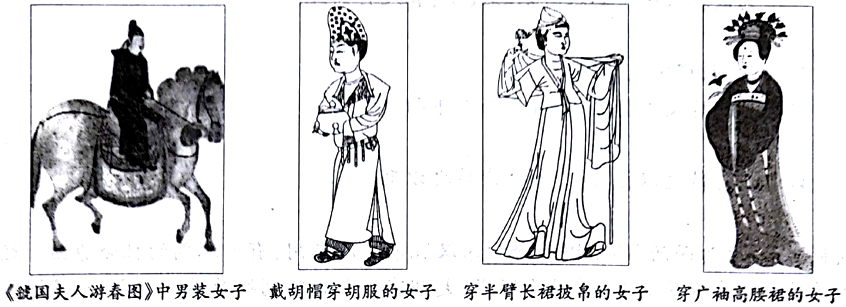 《虢国夫人游春图》中男装女子
戴胡帽穿胡服的女子
穿半臂长裙披帛的女子
穿广袖高腰裙的女子